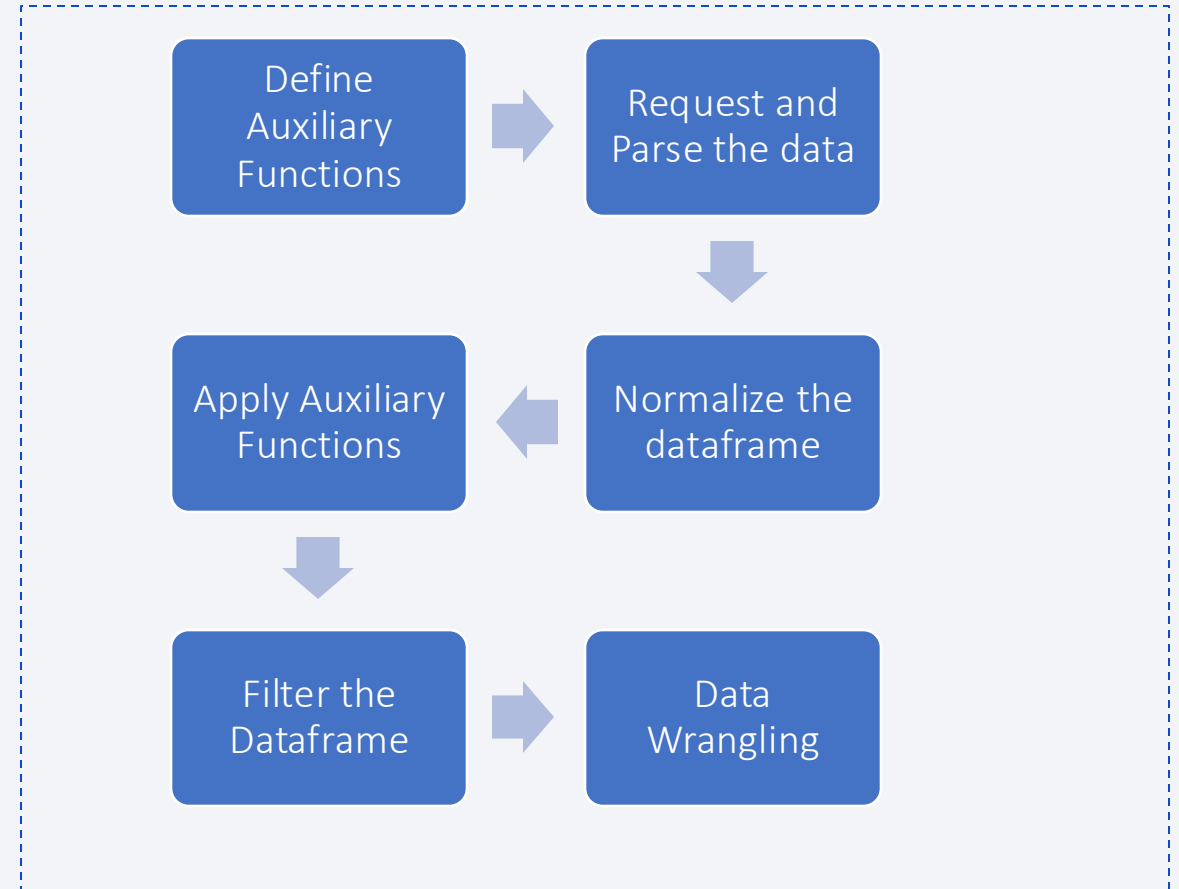 Define
Auxiliary
Functions
Request and
Parse the data
Normalize the
dataframe
Apply Auxiliary
Functions
Filter the
Dataframe
Data
Wrangling